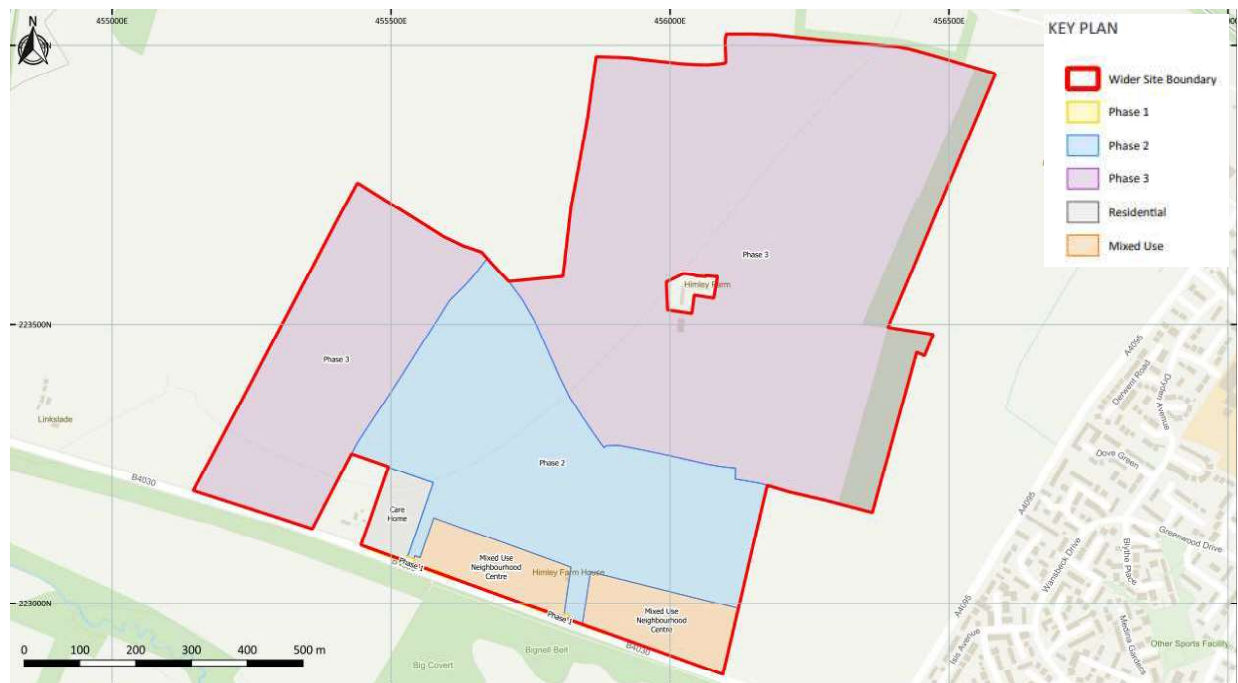 455000E
455500E
456000E
456500E
N
KEY PLAN
Wider Site Boundary
Phase 1
Phase 2
Phase 3
Residential
Mixed Use
Phase 3
Himley Farm
223500N
A4095
Derwent Road
Dryden Avenue
Phase 3
Linkslade
Dove Green
B4030
Phase 2
Care
Home
A4095
Greenwood Drive
Wansbeck Drive
Blythe Place
Mixed Use
Neighbourhood
Centre
Himley Farm House
Phase 1
223000N
A4095
Mixed Use
Neighbourhood
Centre
Phase 1
Medina Gardens
Isis Avenue
Other Sports Facility
B4030
Bignell Belt
Big Covert
0 100 200 300 400 500 m